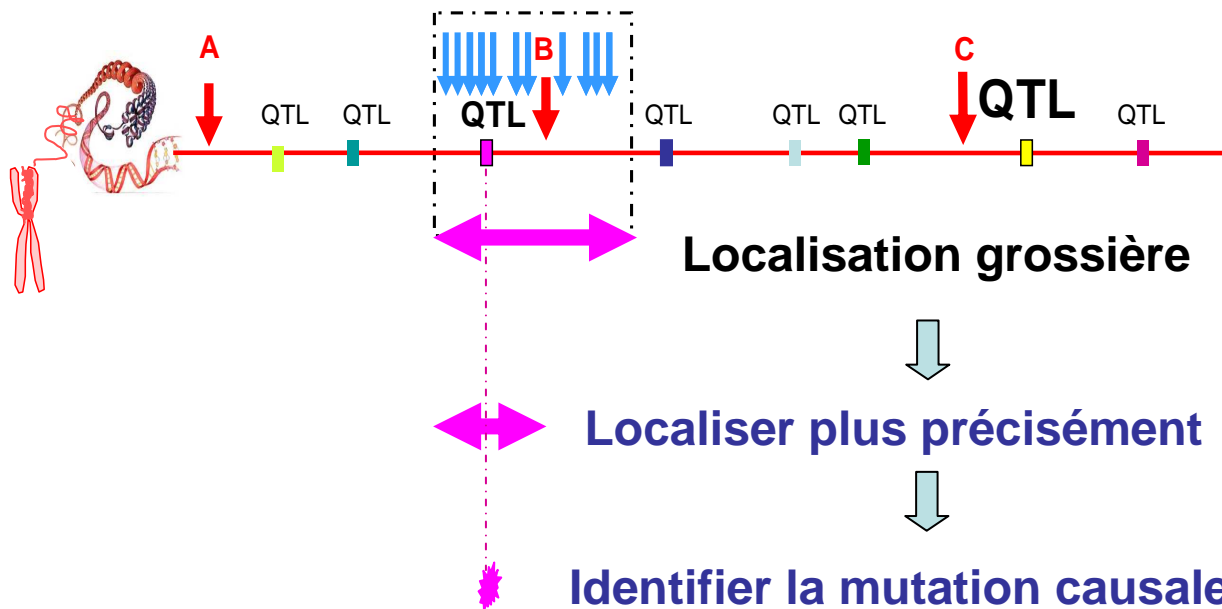 A
B
C
QTL
QTL
QTL
QTL
QTL
QTL
QTL
QTL
Localisation grossière
Localiser plus précisément
Identifier la mutation causale